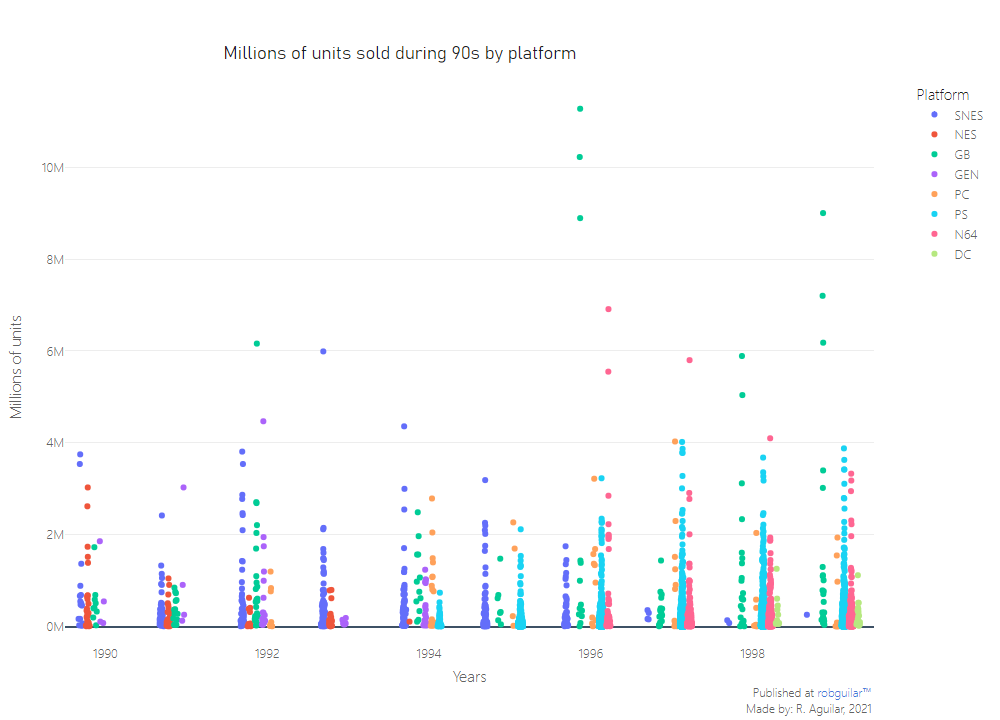 Millions of units sold during 90s by platform
Platform
SNES
NES
GB
GEN
PC
PS
N64
DC
10M
8M
6M
4M
2M
0M
Millions of units
1990 1992 1994 1996 1998
Years
Published at robguilar™
Made by: R. Aguilar, 2021